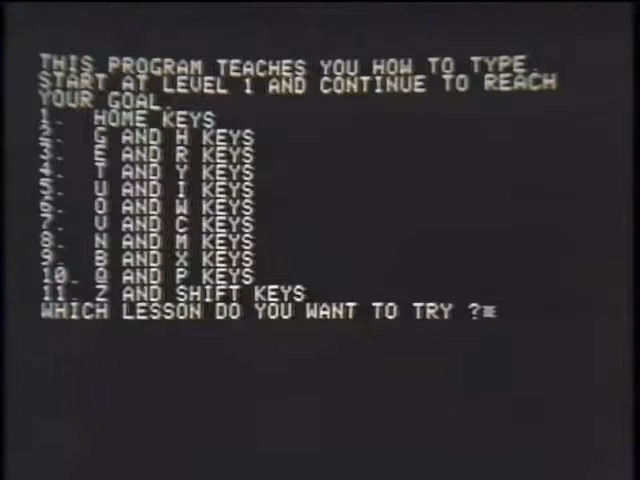 THIS PROGRAM TEACHES YOU HOW TO TYPE.
START AT LEVEL 1 AND CONTINUE TO REACH
YOUR GOAL.
1. HOME KEYS
2. G AND H KEYS
3. E AND R KEYS
4. T AND Y KEYS
5. U AND I KEYS
6. O AND W KEYS
7. V AND C KEYS
8. N AND M KEYS
9. B AND X KEYS
10. Q AND P KEYS
11. Z AND SHIFT KEYS
WHICH LESSON DO YOU WANT TO TRY ?